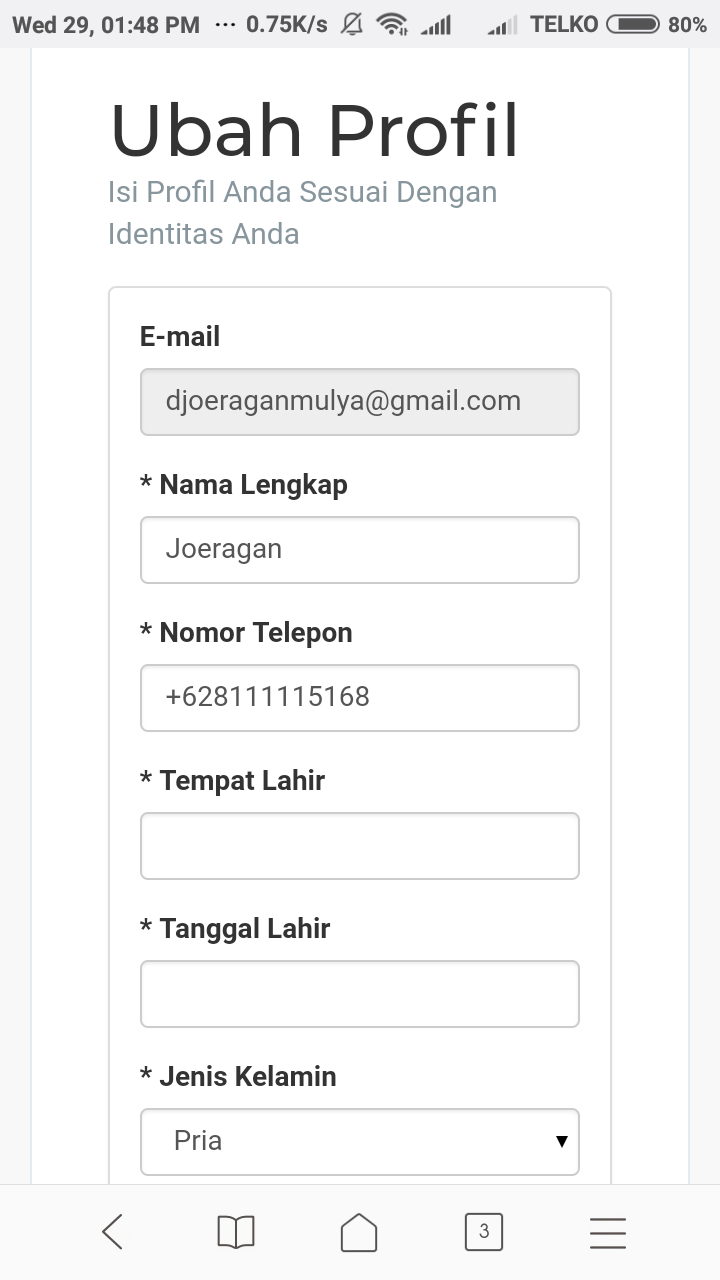 Wed 29, 01:48 PM ... 0.75K/s TELKO 80%
Ubah Profil
Isi Profil Anda Sesuai Dengan
Identitas Anda
E-mail
djoeraganmulya@gmail.com
* Nama Lengkap
Joeragan
* Nomor Telepon
+628111115168
* Tempat Lahir
* Tanggal Lahir
* Jenis Kelamin
Pria
3